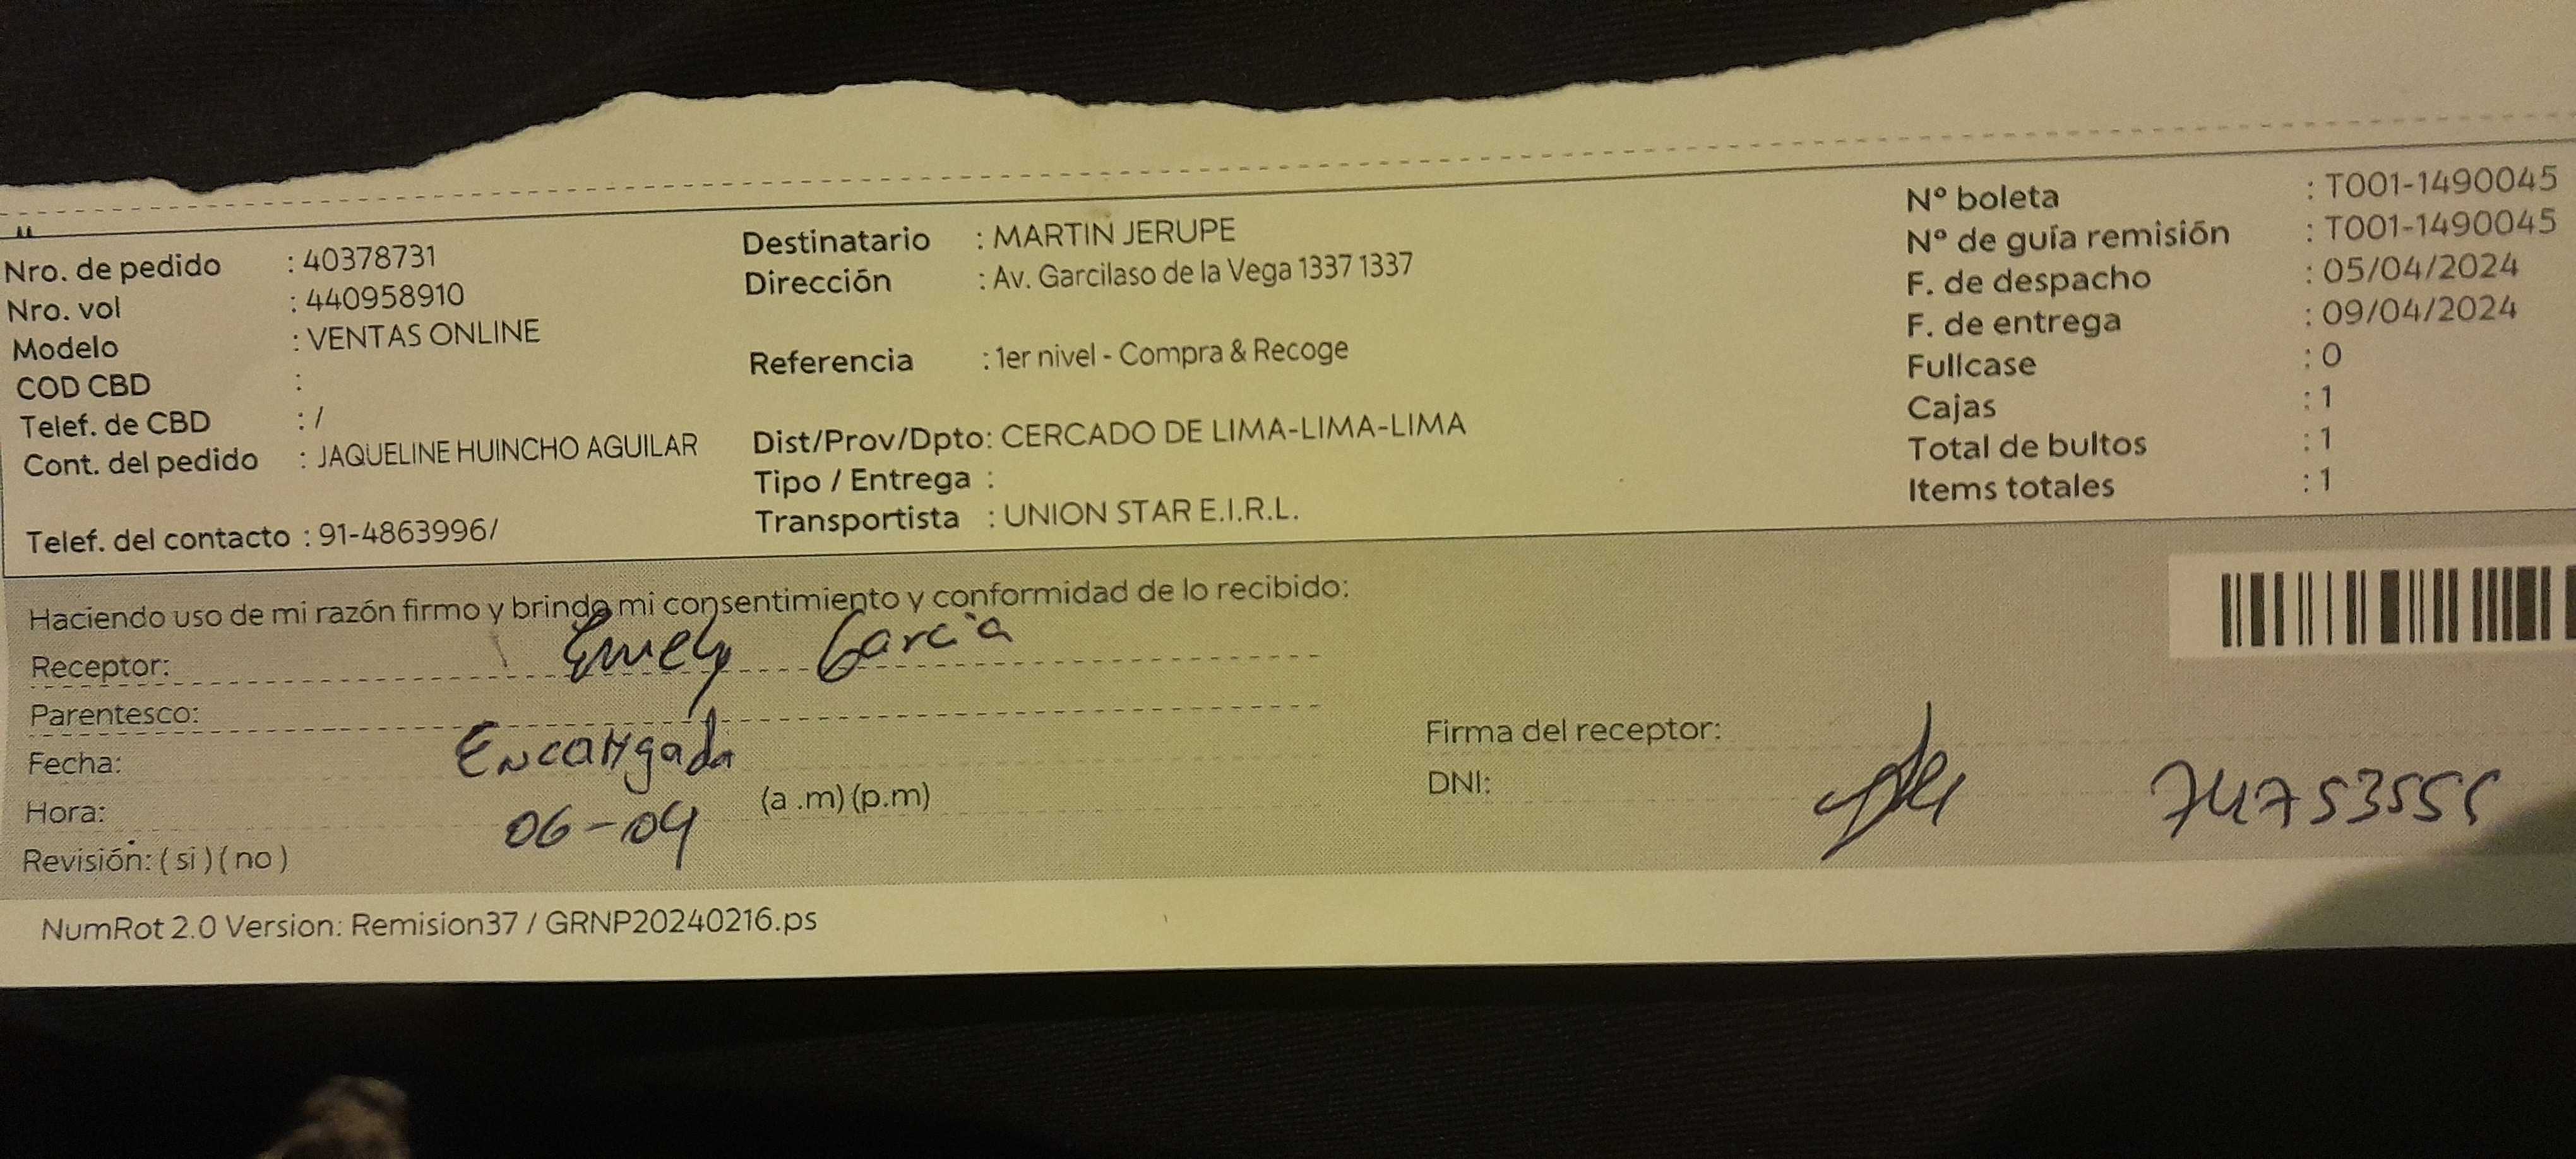 Nro. de pedido : 40378731
Nro. vol : 440958910
Modelo : VENTAS ONLINE
COD CBD :
Telef. de CBD : /
Cont. del pedido : JAQUELINE HUINCHO AGUILAR
Telef. del contacto : 91-4863996/
Destinatario : MARTIN JERUPE
Dirección : Av. Garcilaso de la Vega 1337 1337
Referencia : 1er nivel - Compra & Recoge
Dist/Prov/Dpto: CERCADO DE LIMA-LIMA-LIMA
Tipo / Entrega :
Transportista : UNION STAR E.I.R.L.
Nº boleta : T001-1490045
Nº de guía remisión : T001-1490045
F. de despacho : 05/04/2024
F. de entrega : 09/04/2024
Fullcase : 0
Cajas : 1
Total de bultos : 1
Items totales : 1
Haciendo uso de mi razón firmo y brindo mi consentimiento y conformidad de lo recibido:
Receptor: García
Parentesco:
Encargada
Fecha:
06-04
Hora: (a .m) (p.m)
Revisión: ( si ) ( no )
Firma del receptor:
DNI: 74753555
NumRot 2.0 Version: Remision37 / GRNP20240216.ps